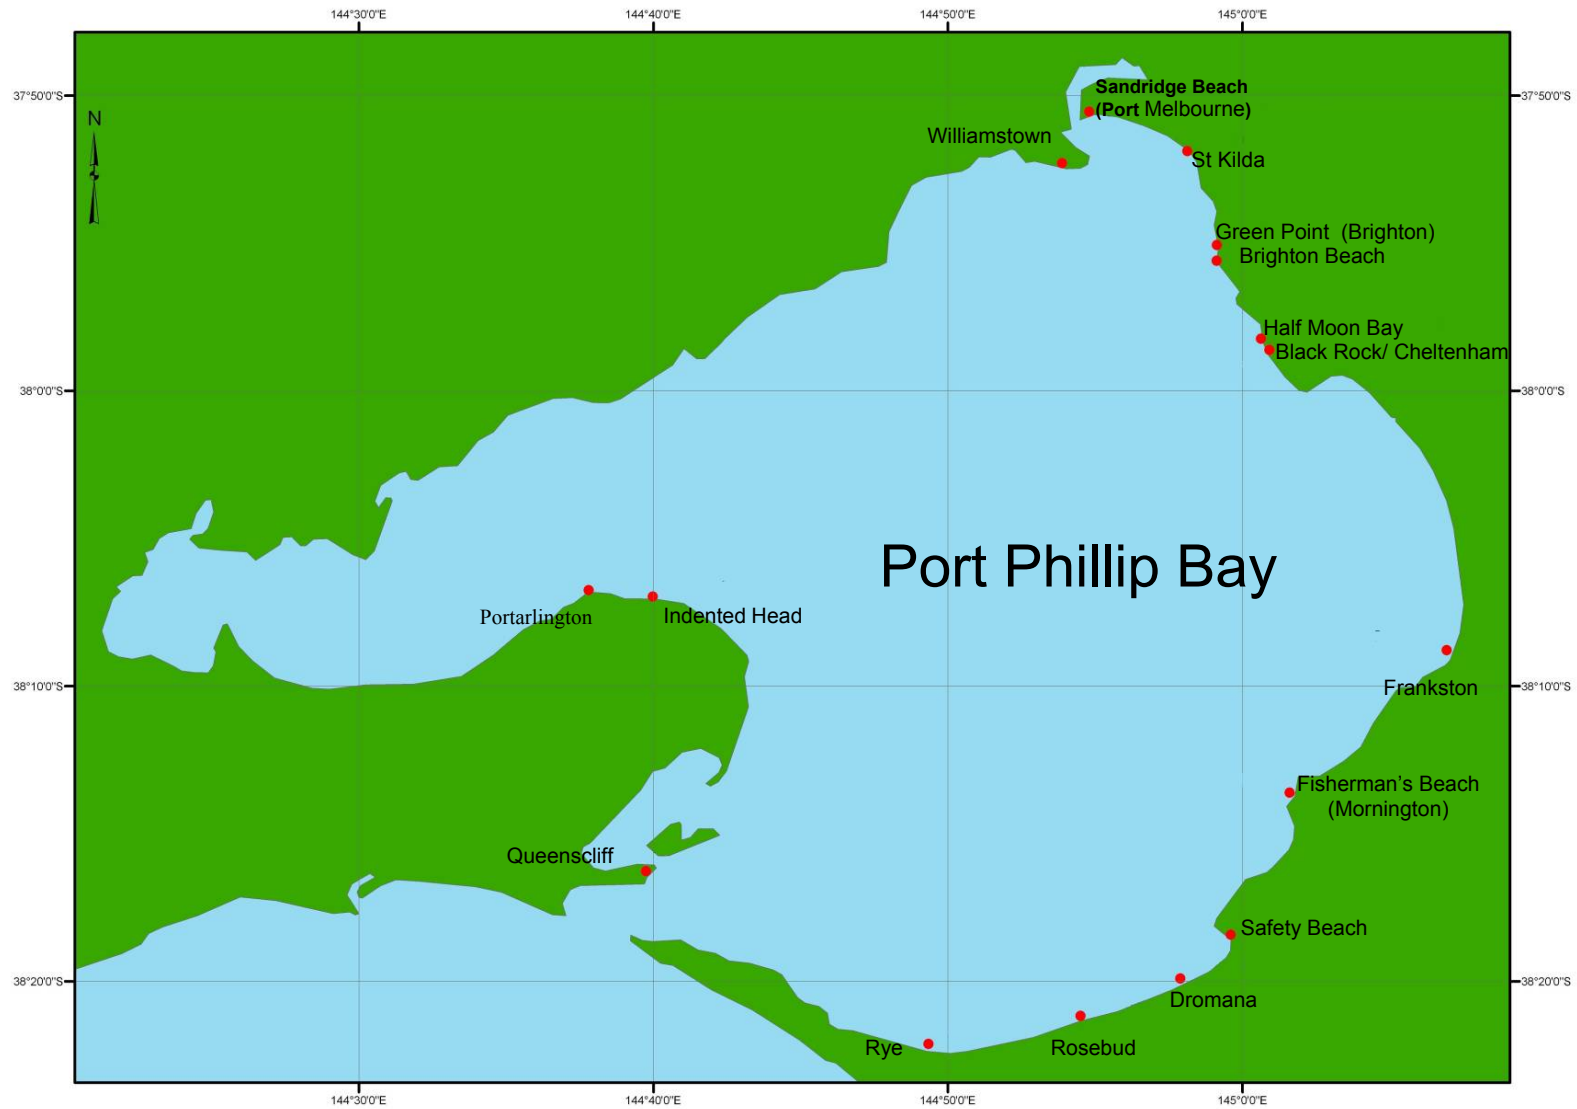 144°30'0"E
144°40'0"E
144°50'0"E
145°0'0"E
37°50'0"S
37°50'0"S
N
Sandridge Beach
(Port Melbourne)
Williamstown
St Kilda
Green Point (Brighton)
Brighton Beach
Half Moon Bay
Black Rock/ Cheltenham
38°0'0"S
38°0'0"S
Port Phillip Bay
Portarlington
Indented Head
38°10'0"S
38°10'0"S
Frankston
Fisherman's Beach
(Mornington)
Queenscliff
Safety Beach
38°20'0"S
38°20'0"S
Dromana
Rye
Rosebud
144°30'0"E
144°40'0"E
144°50'0"E
145°0'0"E